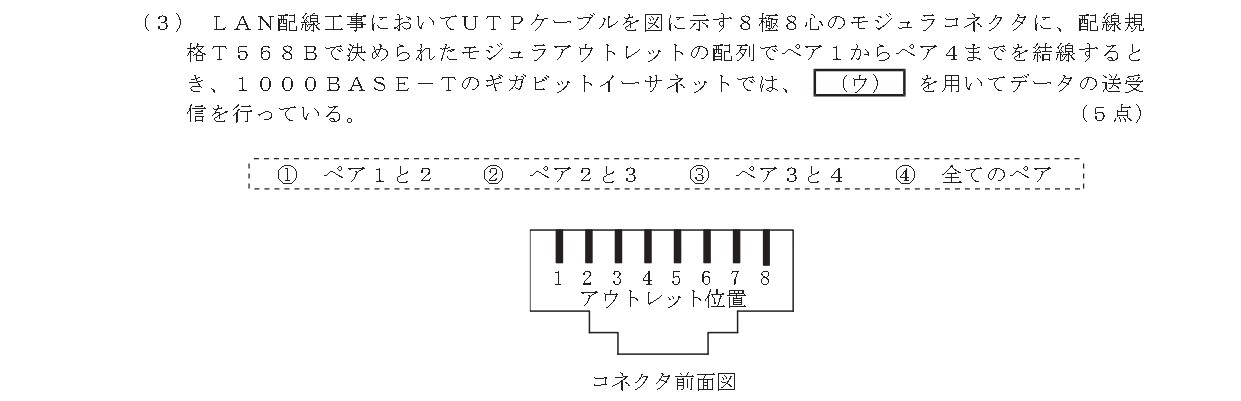 (３) ＬＡＮ配線工事においてＵＴＰケーブルを図に示す８極８心のモジュラコネクタに、配線規
格Ｔ５６８Ｂで決められたモジュラアウトレットの配列でペア１からペア４までを結線すると
き、１０００ＢＡＳＥ－Ｔのギガビットイーサネットでは、 (ウ) を用いてデータの送受
信を行っている。 (５点)
① ペア１と２ ② ペア２と３ ③ ペア３と４ ④ 全てのペア
1 2 3 4 5 6 7 8
アウトレット位置
コネクタ前面図